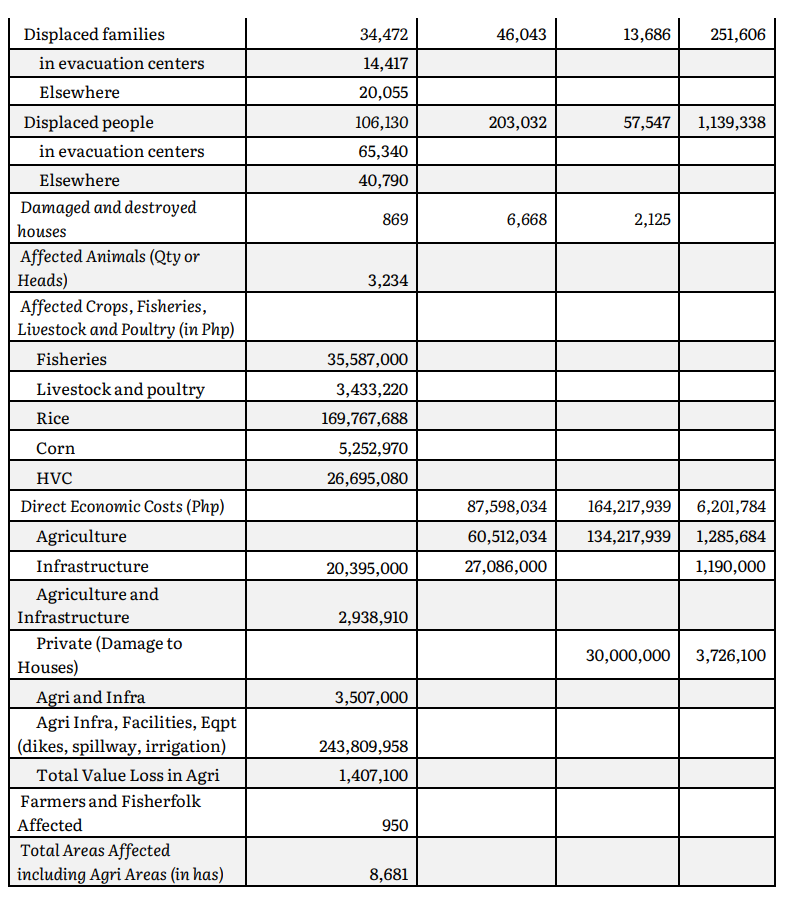 Displaced families 34,472 46,043 13,686 251,606
in evacuation centers 14,417
Elsewhere 20,055
Displaced people 106,130 203,032 57,547 1,139,338
in evacuation centers 65,340
Elsewhere 40,790
Damaged and destroyed
houses 869 6,668 2,125
Affected Animals (Qty or
Heads) 3,234
Affected Crops, Fisheries,
Livestock and Poultry (in Php)
Fisheries 35,587,000
Livestock and poultry 3,433,220
Rice 169,767,688
Corn 5,252,970
HVC 26,695,080
Direct Economic Costs (Php) 87,598,034 164,217,939 6,201,784
Agriculture 60,512,034 134,217,939 1,285,684
Infrastructure 20,395,000 27,086,000 1,190,000
Agriculture and
Infrastructure 2,938,910
Private (Damage to
Houses) 30,000,000 3,726,100
Agri and Infra 3,507,000
Agri Infra, Facilities, Eqpt
(dikes, spillway, irrigation) 243,809,958
Total Value Loss in Agri 1,407,100
Farmers and Fisherfolk
Affected 950
Total Areas Affected
including Agri Areas (in has) 8,681